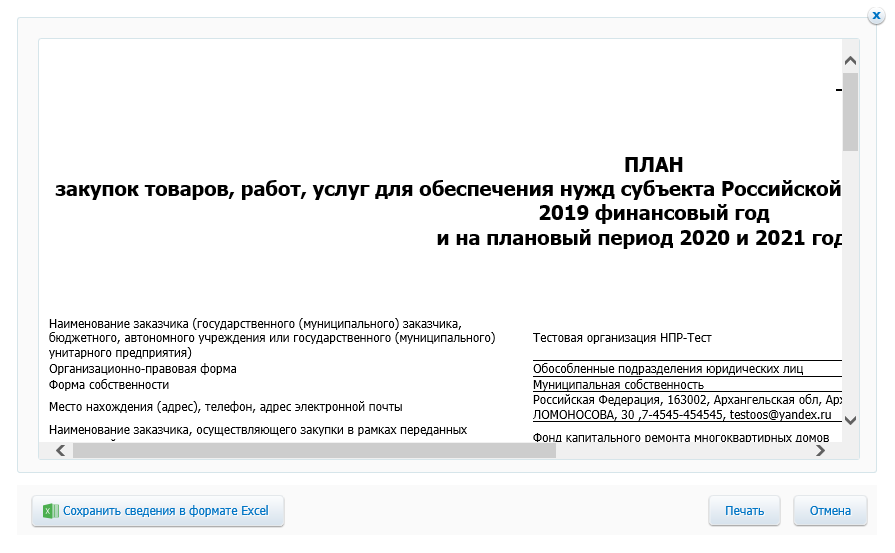 x
ПЛАН
закупок товаров, работ, услуг для обеспечения нужд субъекта Российской
2019 финансовый год
и на плановый период 2020 и 2021 год
Наименование заказчика (государственного (муниципального) заказчика,
бюджетного, автономного учреждения или государственного (муниципального)
унитарного предприятия)
Тестовая организация НПР-Тест
Организационно-правовая форма
Обособленные подразделения юридических лиц
Форма собственности
Муниципальная собственность
Место нахождения (адрес), телефон, адрес электронной почты
Российская Федерация, 163002, Архангельская обл, Арх
ЛОМОНОСОВА, 30 ,7-4545-454545, testoos@yandex.ru
Наименование заказчика, осуществляющего закупки в рамках переданных
Фонд капитального ремонта многоквартирных домов
Сохранить сведения в формате Excel
Печать
Отмена